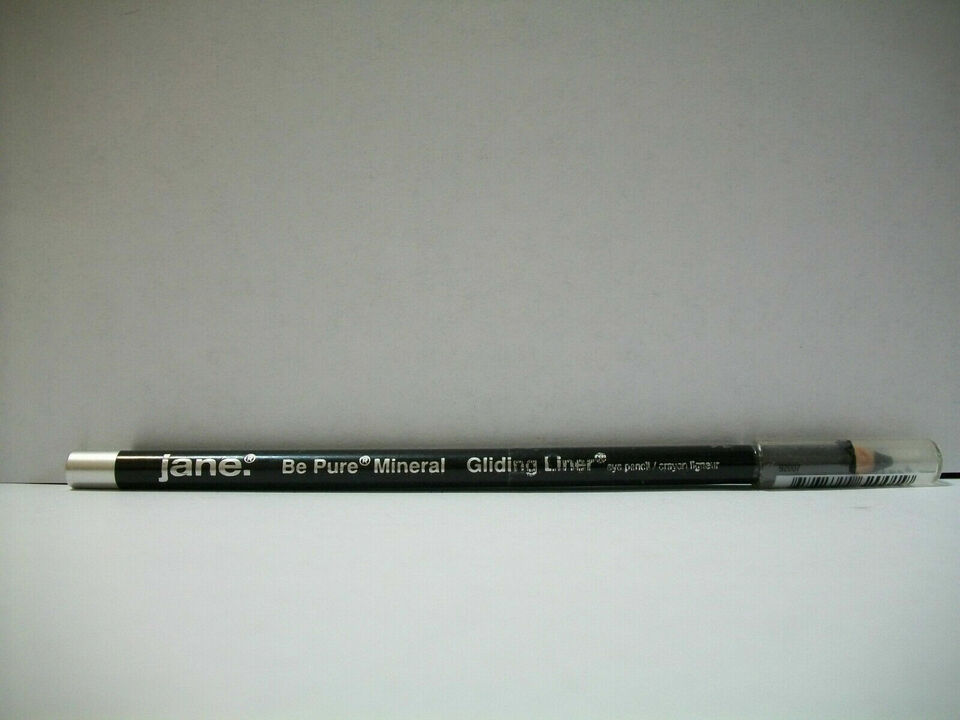 jane.® Be Pure® Mineral Gliding Liner® eye pencil / crayon ligneur